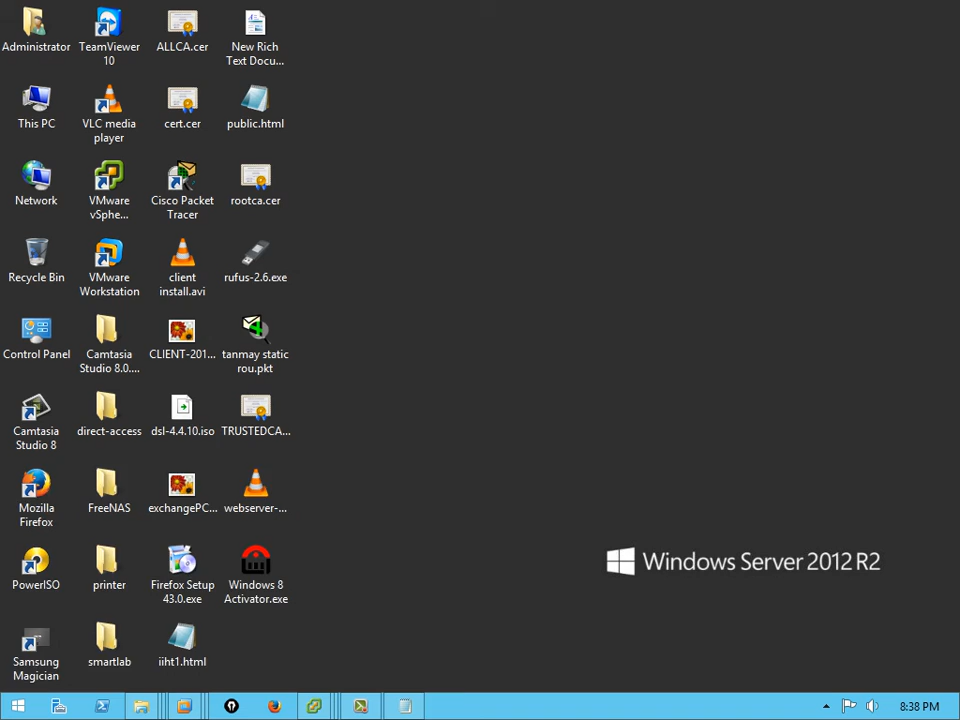 Administrator
TeamViewer
10
ALLCA.cer
New Rich
Text Docu...
This PC
VLC media
player
cert.cer
public.html
Network
VMware
vSphe...
Cisco Packet
Tracer
rootca.cer
Recycle Bin
VMware
Workstation
client
install.avi
rufus-2.6.exe
Control Panel
Camtasia
Studio 8.0....
CLIENT-201...
tanmay static
rou.pkt
Camtasia
Studio 8
direct-access
dsl-4.4.10.iso
TRUSTEDCA...
Mozilla
Firefox
FreeNAS
exchangePC...
webserver-...
PowerISO
printer
Firefox Setup
43.0.exe
Windows 8
Activator.exe
Samsung
Magician
smartlab
iiht1.html
Windows Server 2012 R2
8:38 PM